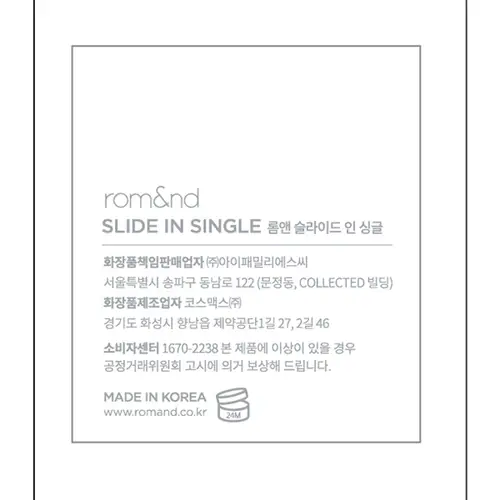 rom&nd
SLIDE IN SINGLE 롬앤 슬라이드 인 싱글
화장품책임판매업자 ㈜아이패밀리에스씨
서울특별시 송파구 동남로 122 (문정동, COLLECTED 빌딩)
화장품제조업자 코스맥스㈜
경기도 화성시 향남읍 제약공단1길 27, 2길 46
소비자센터 1670-2238 본 제품에 이상이 있을 경우
공정거래위원회 고시에 의거 보상해 드립니다.
MADE IN KOREA
www.romand.co.kr
24M